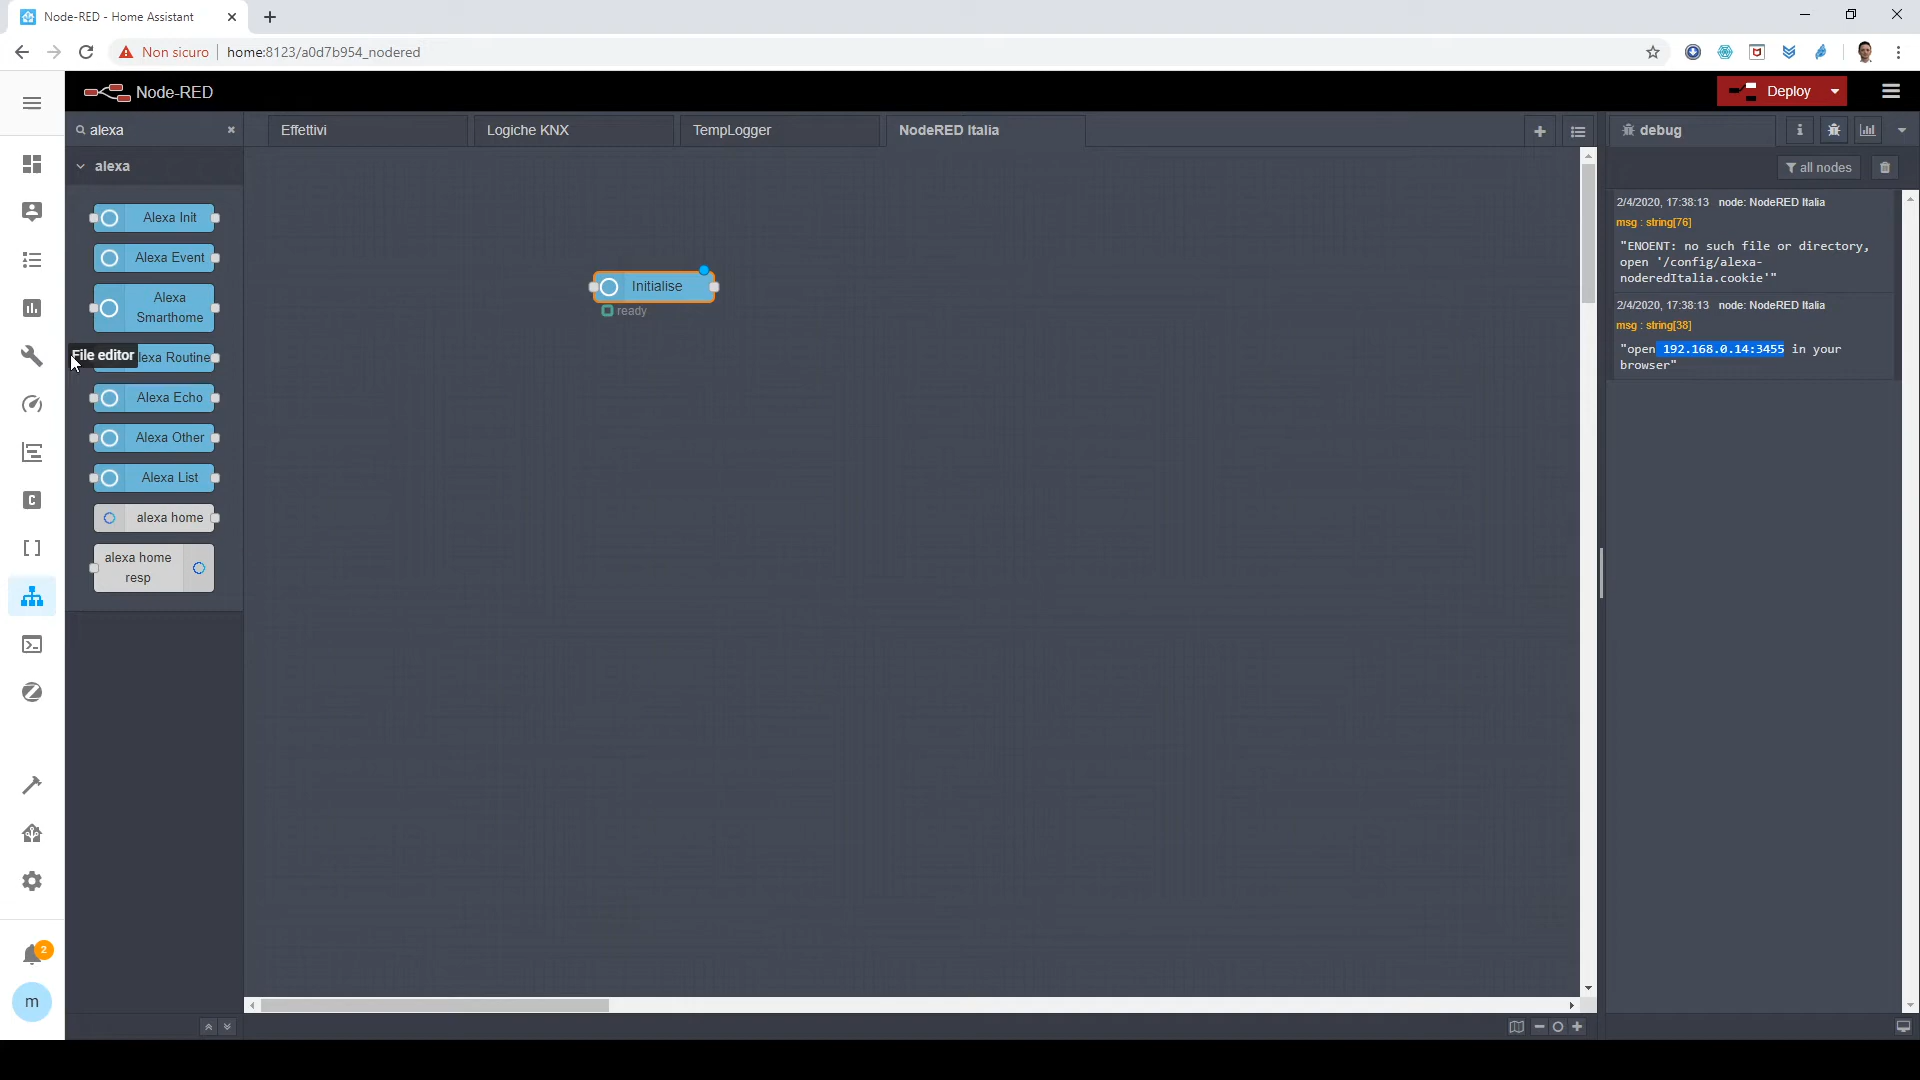 Node-RED - Home Assistant
Non sicuro
home:8123/a0d7b954_nodered
Node-RED
Deploy
alexa
Effettivi
Logiche KNX
TempLogger
NodeRED Italia
debug
alexa
all nodes
Alexa Init
Alexa Event
Alexa
Smarthome
File editor
lexa Routine
Alexa Echo
Alexa Other
Alexa List
alexa home
alexa home
resp
Initialise
ready
2/4/2020, 17:38:13 node: NodeRED Italia
msg : string[76]
"ENOENT: no such file or directory,
open '/config/alexa-
noderedItalia.cookie'"
2/4/2020, 17:38:13 node: NodeRED Italia
msg : string[38]
"open 192.168.0.14:3455 in your
browser"
C
2
m